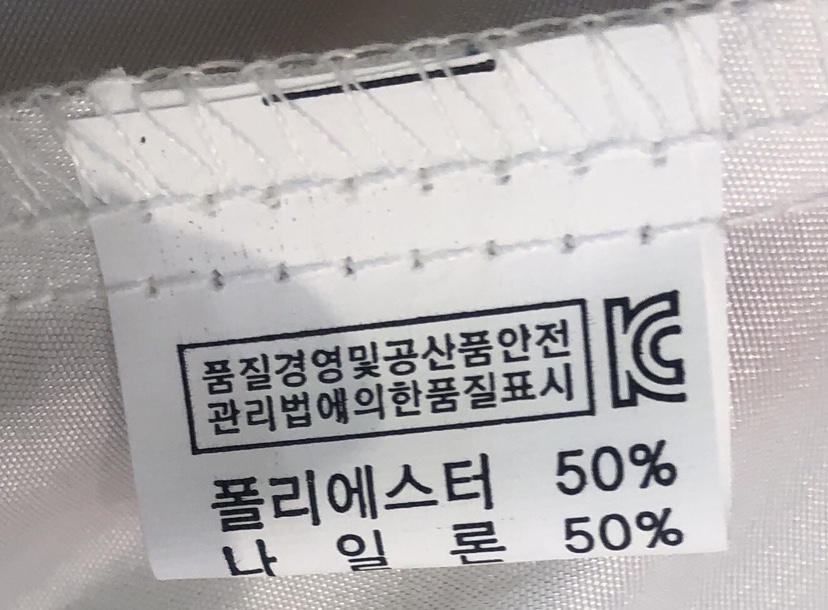 품질경영및공산품안전
관리법에의한품질표시
폴리에스터 50%
나 일 론 50%